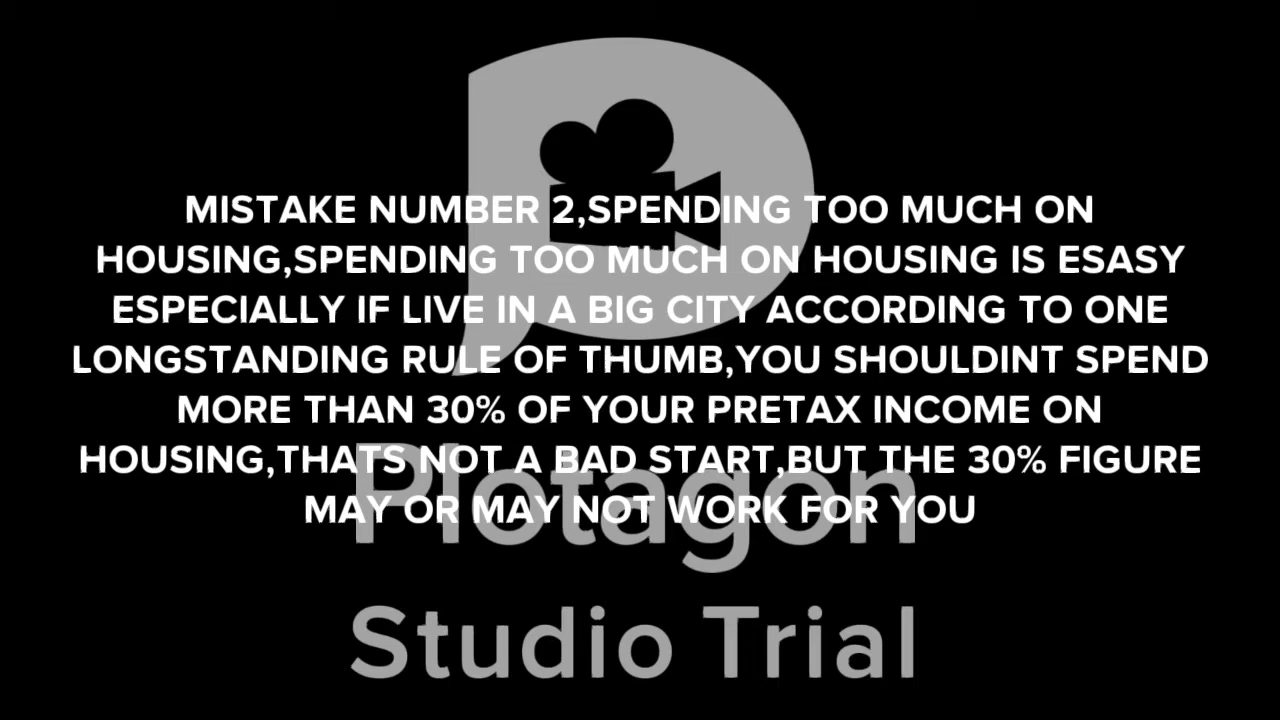 MISTAKE NUMBER 2,SPENDING TOO MUCH ON
HOUSING,SPENDING TOO MUCH ON HOUSING IS ESASY
ESPECIALLY IF LIVE IN A BIG CITY ACCORDING TO ONE
LONGSTANDING RULE OF THUMB,YOU SHOULDINT SPEND
MORE THAN 30% OF YOUR PRETAX INCOME ON
HOUSING,THATS NOT A BAD START,BUT THE 30% FIGURE
MAY OR MAY NOT WORK FOR YOU
Plotagon
Studio Trial